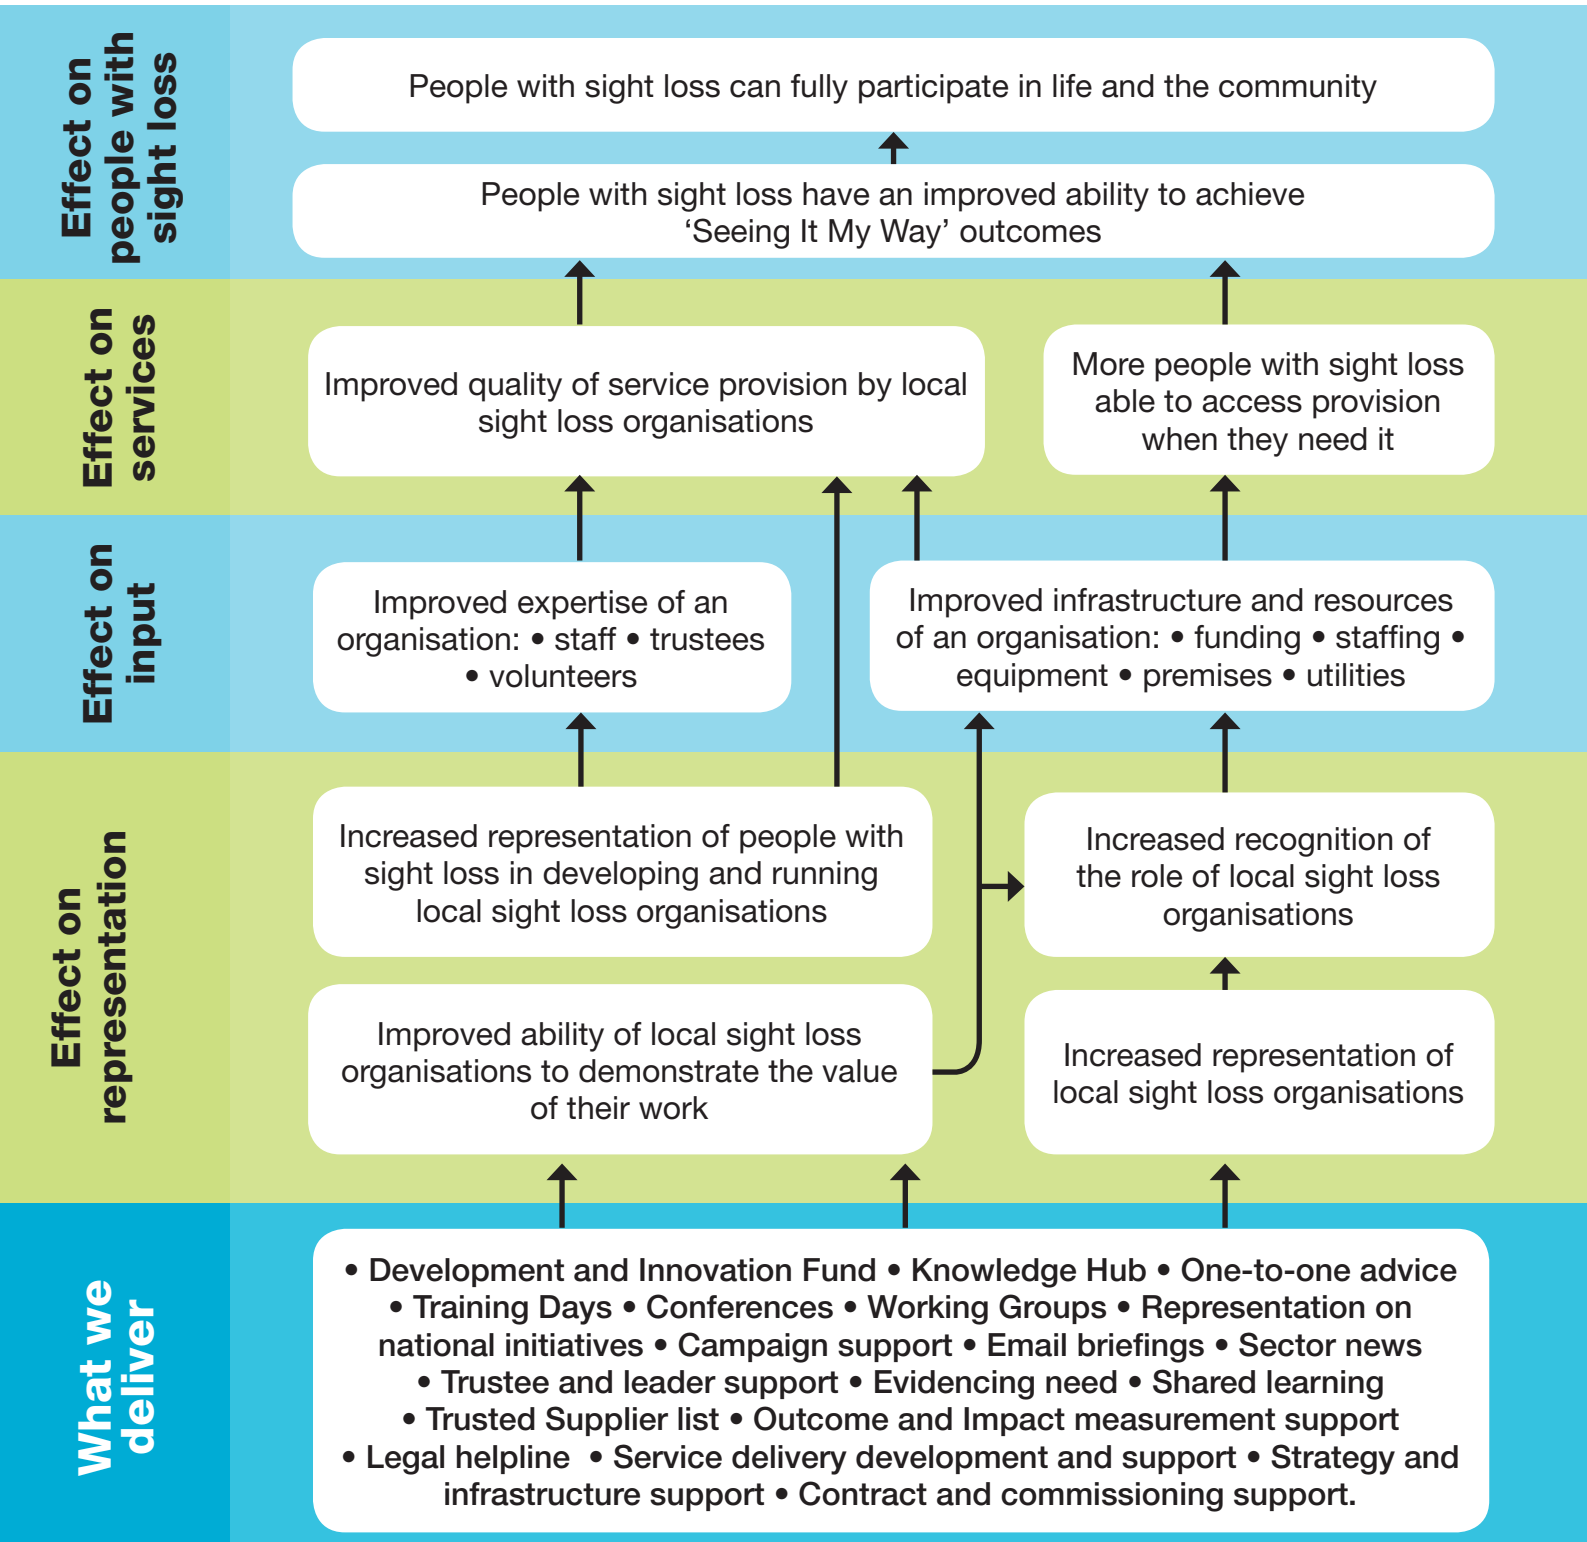 Effect on
people with
sight loss
People with sight loss can fully participate in life and the community
People with sight loss have an improved ability to achieve
‘Seeing It My Way’ outcomes
Effect on
services
Improved quality of service provision by local
sight loss organisations
More people with sight loss
able to access provision
when they need it
Effect on
input
Improved expertise of an
organisation: • staff • trustees
• volunteers
Improved infrastructure and resources
of an organisation: • funding • staffing •
equipment • premises • utilities
Effect on
representation
Increased representation of people with
sight loss in developing and running
local sight loss organisations
Increased recognition of
the role of local sight loss
organisations
Improved ability of local sight loss
organisations to demonstrate the value
of their work
Increased representation of
local sight loss organisations
What we
deliver
• Development and Innovation Fund • Knowledge Hub • One-to-one advice
• Training Days • Conferences • Working Groups • Representation on
national initiatives • Campaign support • Email briefings • Sector news
• Trustee and leader support • Evidencing need • Shared learning
• Trusted Supplier list • Outcome and Impact measurement support
• Legal helpline • Service delivery development and support • Strategy and
infrastructure support • Contract and commissioning support.